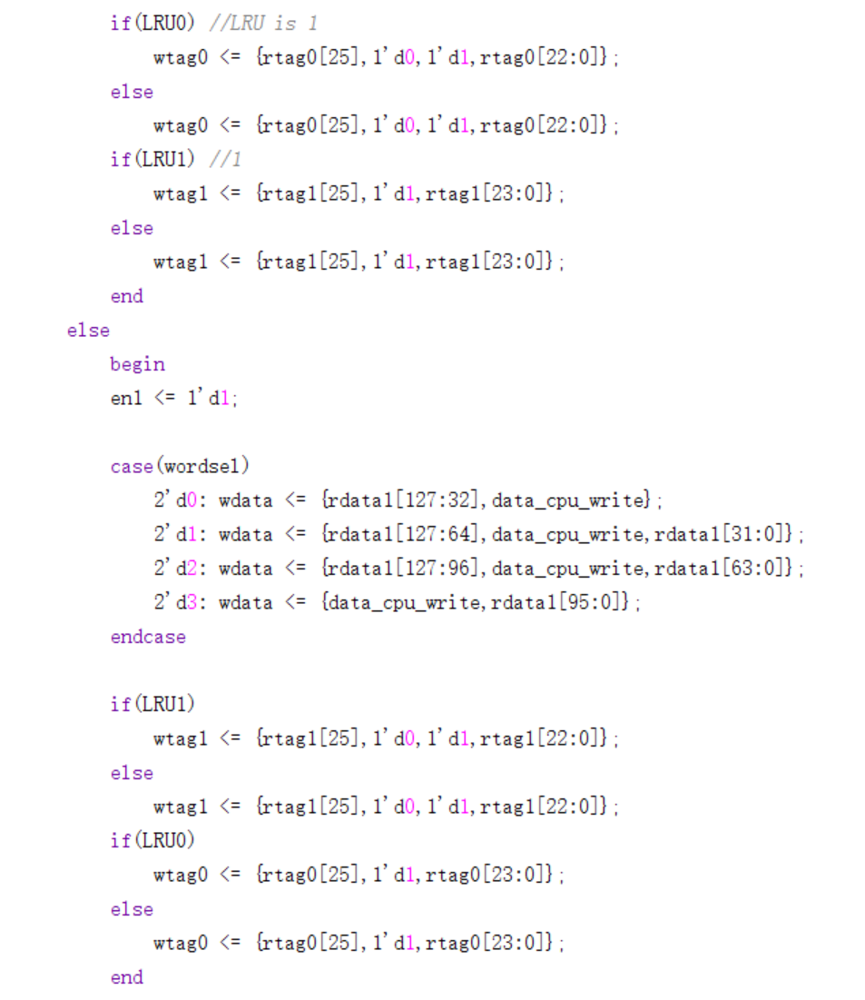 if(LRU0) //LRU is 1
wtag0 <= {rtag0[25],1'd0,1'd1,rtag0[22:0]};
else
wtag0 <= {rtag0[25],1'd0,1'd1,rtag0[22:0]};
if(LRU1) //1
wtag1 <= {rtag1[25],1'd1,rtag1[23:0]};
else
wtag1 <= {rtag1[25],1'd1,rtag1[23:0]};
end
else
begin
en1 <= 1'd1;
case(wordsel)
2'd0: wdata <= {rdata1[127:32],data_cpu_write};
2'd1: wdata <= {rdata1[127:64],data_cpu_write,rdata1[31:0]};
2'd2: wdata <= {rdata1[127:96],data_cpu_write,rdata1[63:0]};
2'd3: wdata <= {data_cpu_write,rdata1[95:0]};
endcase
if(LRU1)
wtag1 <= {rtag1[25],1'd0,1'd1,rtag1[22:0]};
else
wtag1 <= {rtag1[25],1'd0,1'd1,rtag1[22:0]};
if(LRU0)
wtag0 <= {rtag0[25],1'd1,rtag0[23:0]};
else
wtag0 <= {rtag0[25],1'd1,rtag0[23:0]};
end